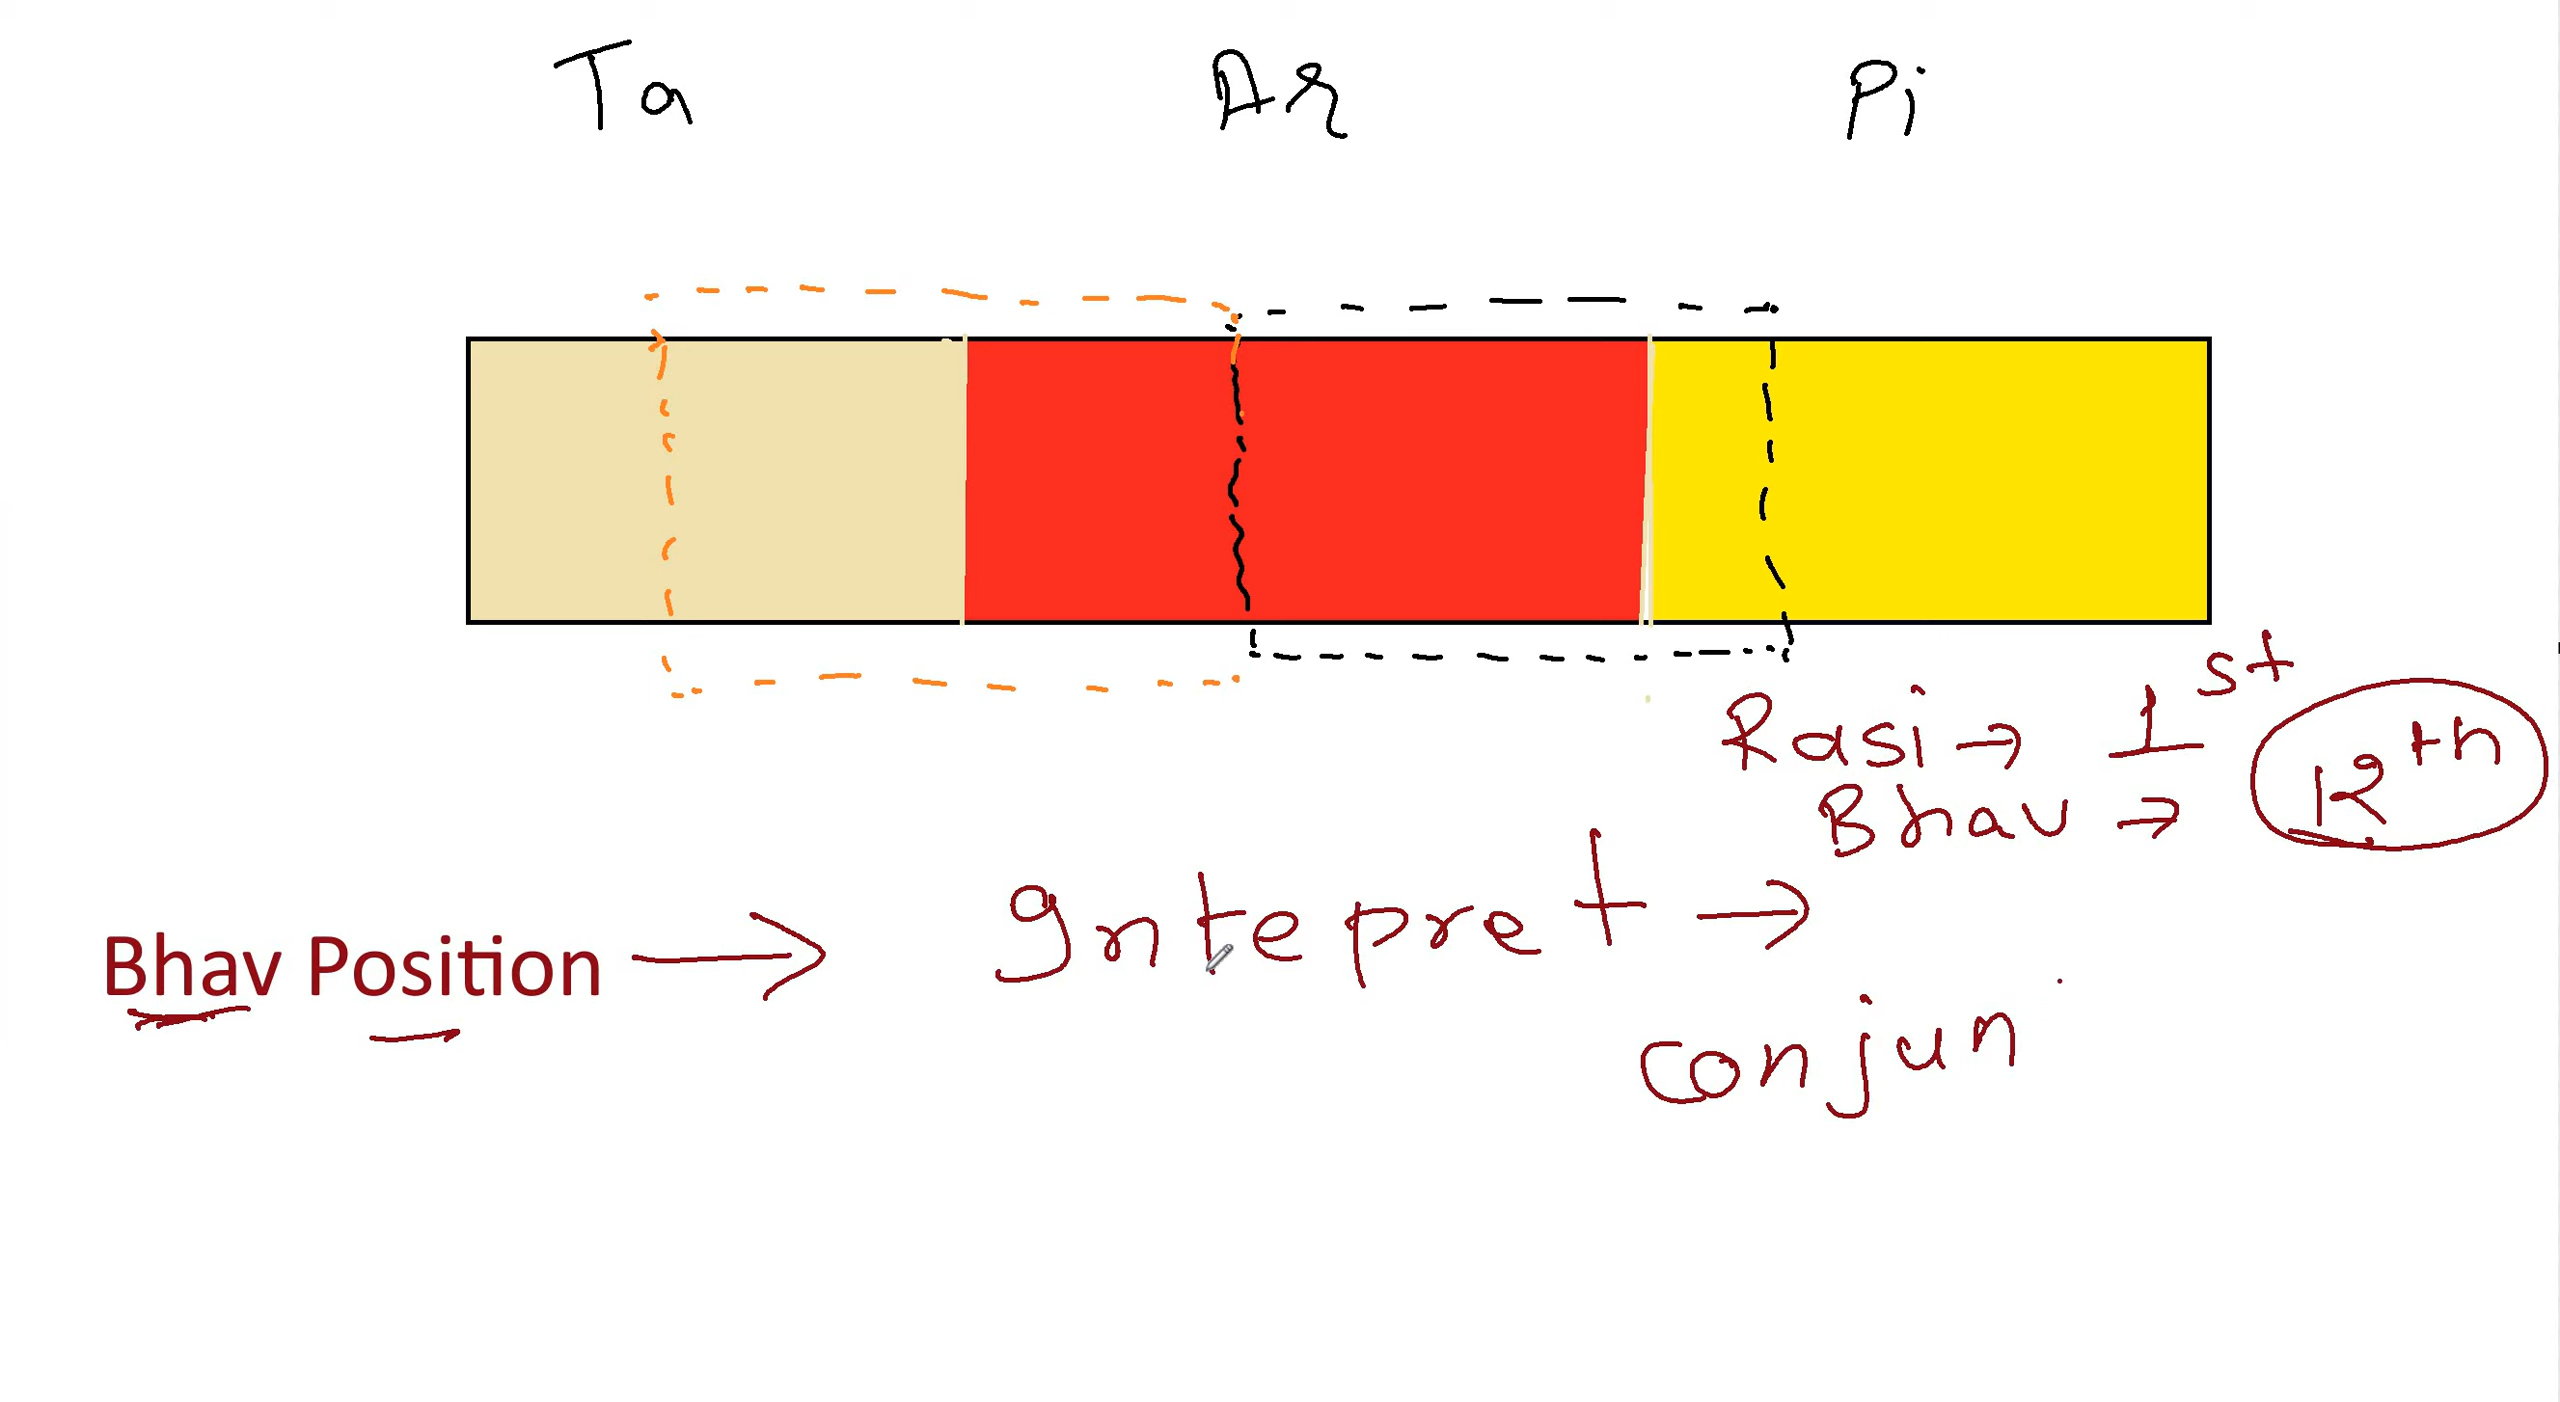 Ta Ar Pi
Rasi → 1st
Bhav → 12th
Bhav Position → Intepret →
conjun